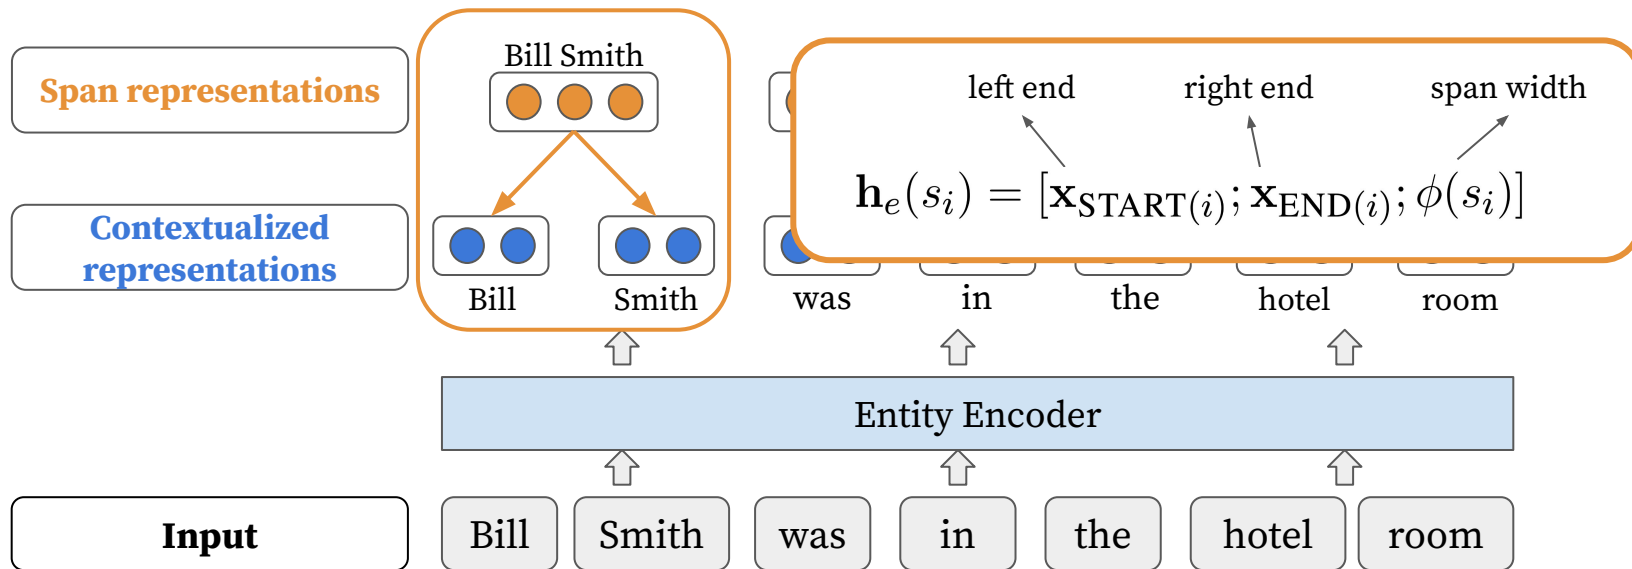 Span representations
Bill Smith
left end
right end
span width
h_e(s_i) = [x_START(i); x_END(i); ϕ(s_i)]
Contextualized
representations
Bill
Smith
was
in
the
hotel
room
Entity Encoder
Input
Bill
Smith
was
in
the
hotel
room